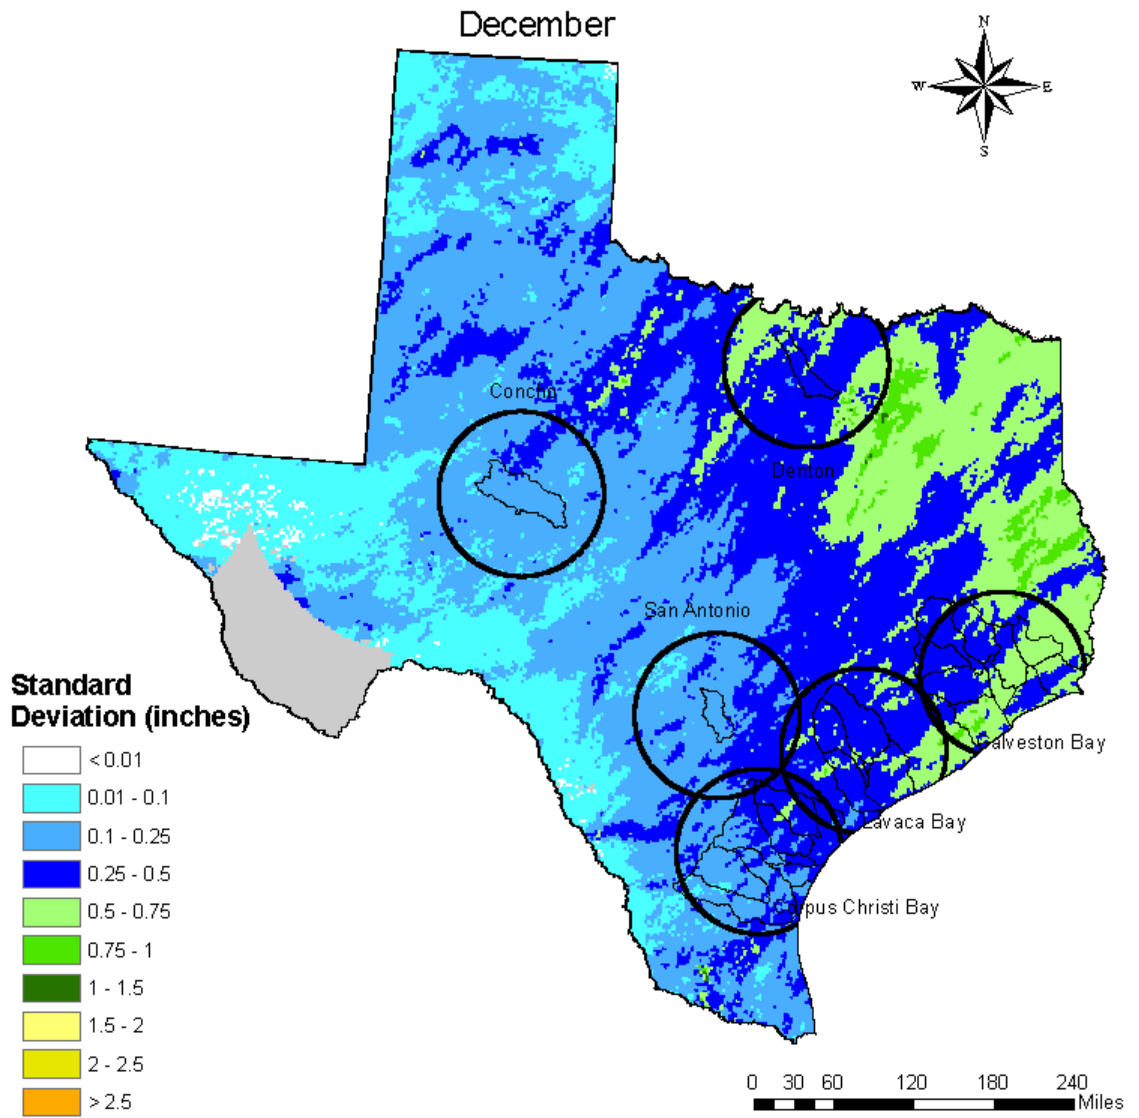 December
N
W
E
S
Concho
Denton
San Antonio
Galveston Bay
Lavaca Bay
Corpus Christi Bay
Standard
Deviation (inches)
< 0.01
0.01 - 0.1
0.1 - 0.25
0.25 - 0.5
0.5 - 0.75
0.75 - 1
1 - 1.5
1.5 - 2
2 - 2.5
> 2.5
0 30 60 120 180 240
Miles